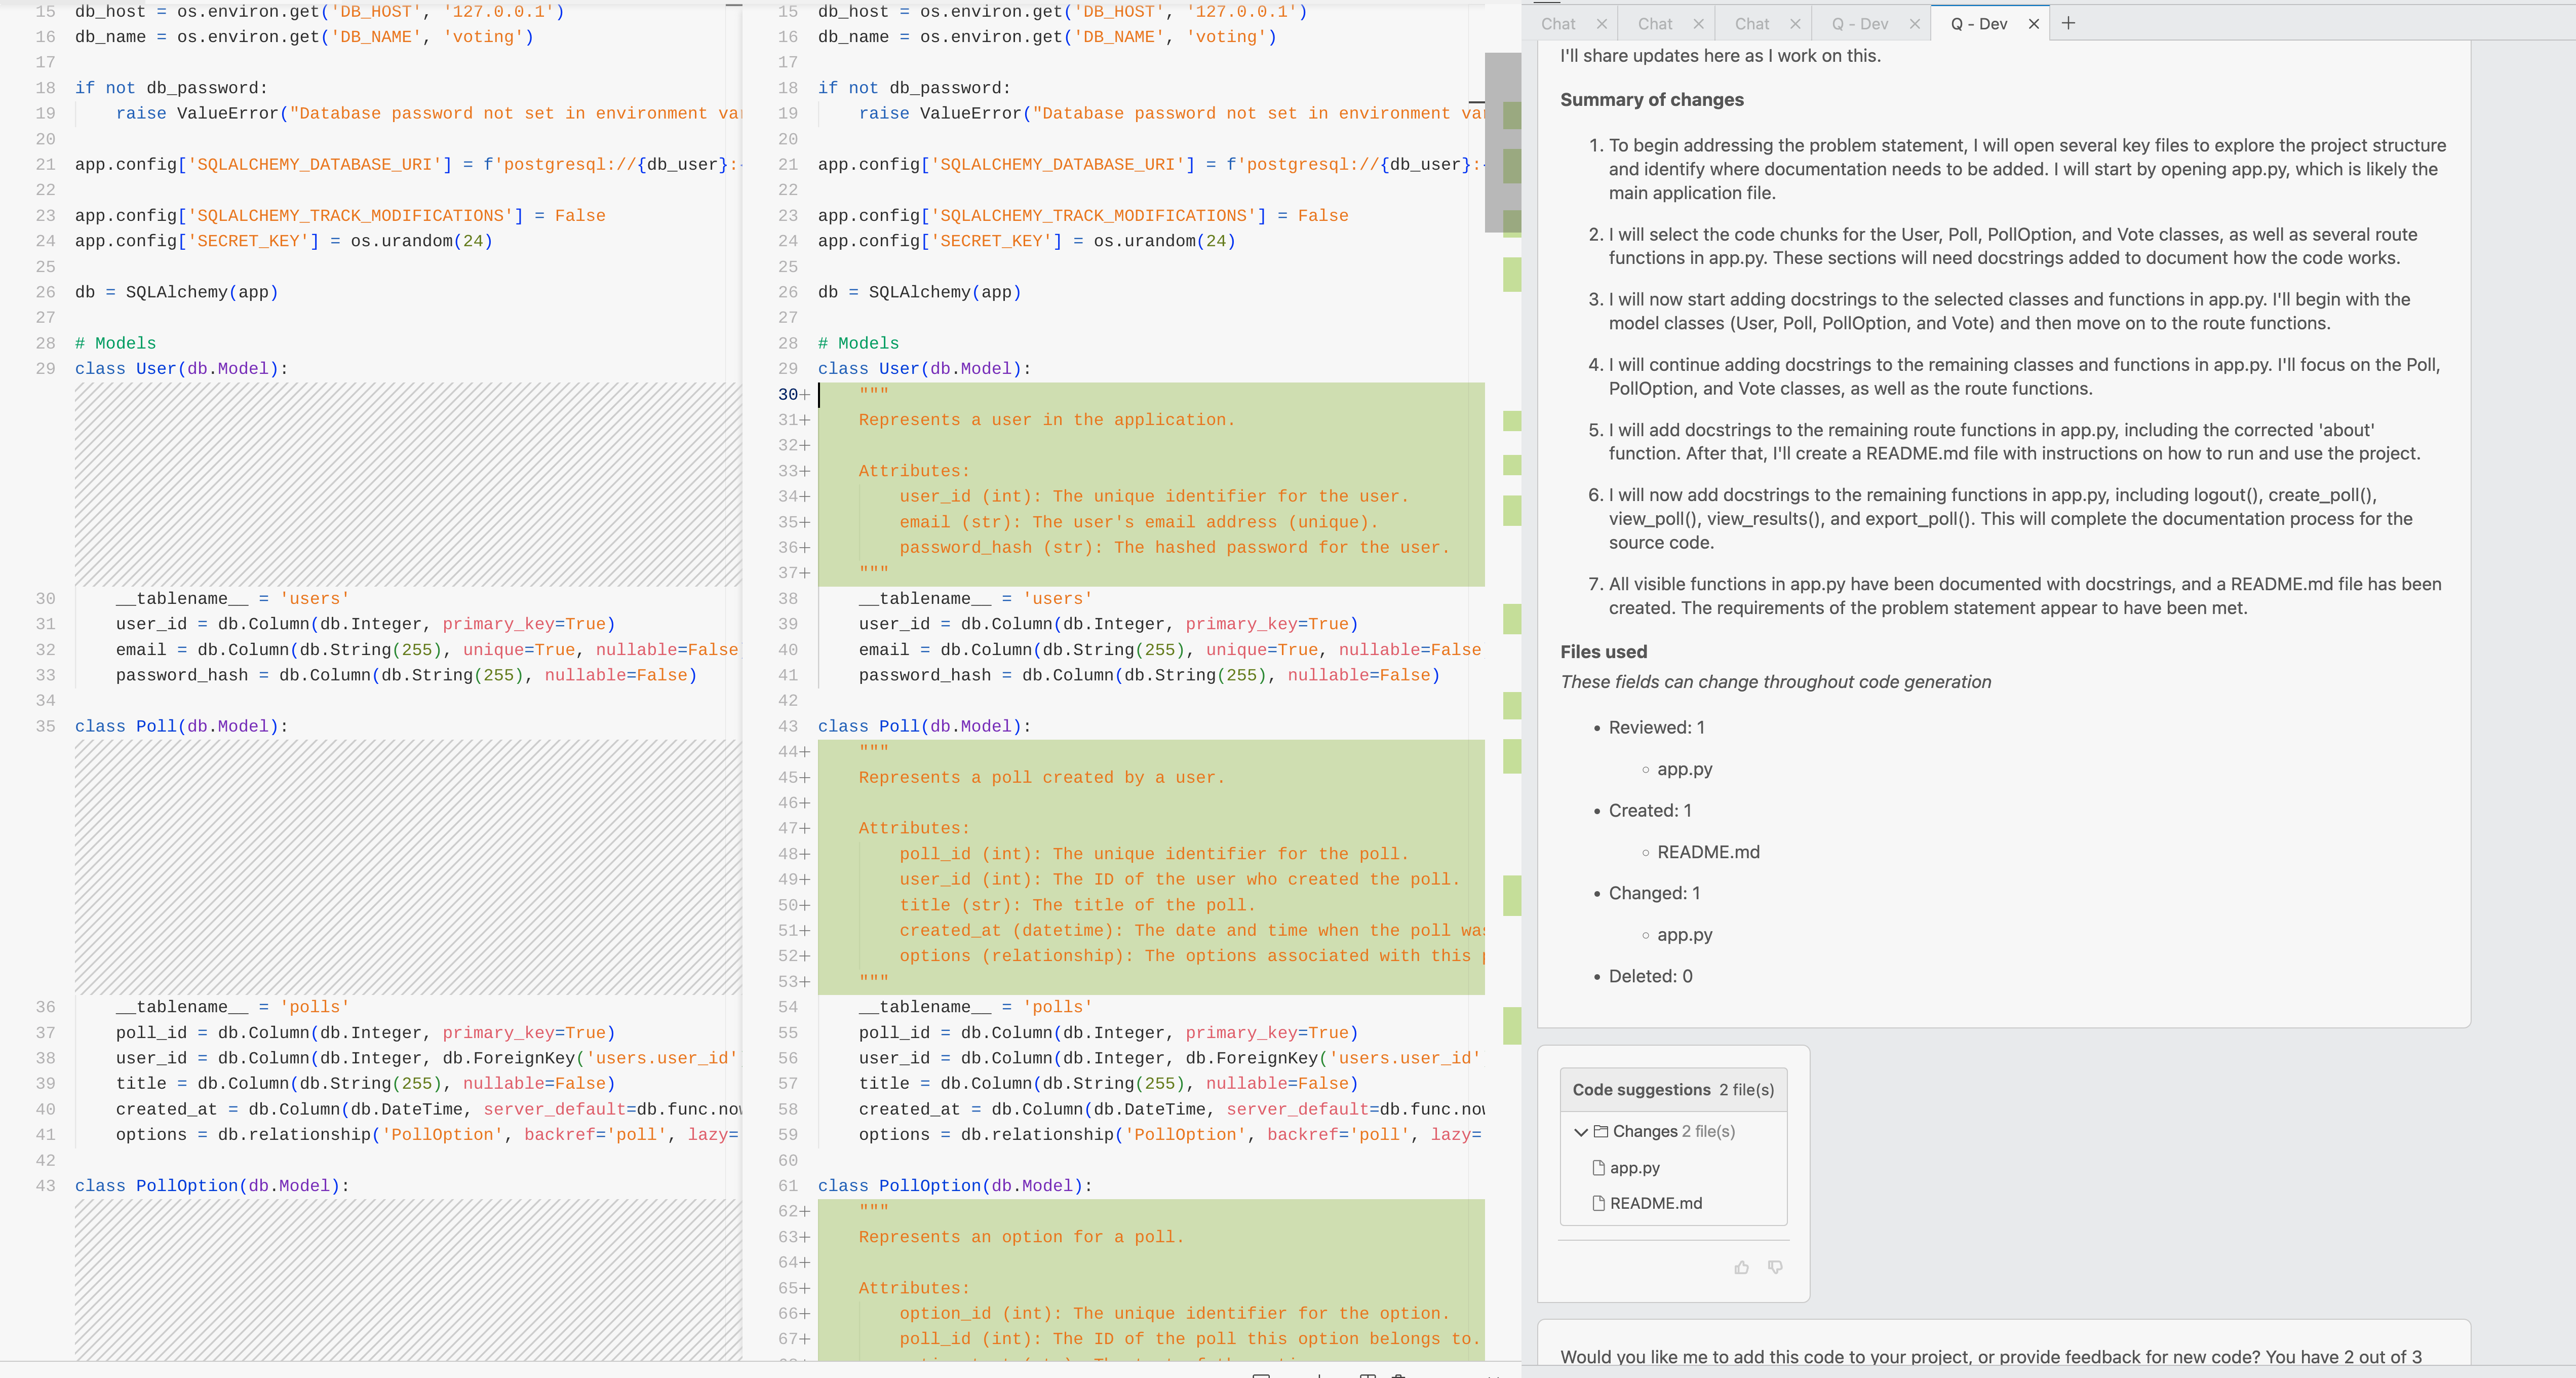 15 db_host = os.environ.get('DB_HOST', '127.0.0.1')
16 db_name = os.environ.get('DB_NAME', 'voting')
17
18 if not db_password:
19 raise ValueError("Database password not set in environment va
20
21 app.config['SQLALCHEMY_DATABASE_URI'] = f'postgresql://{db_user}:
22
23 app.config['SQLALCHEMY_TRACK_MODIFICATIONS'] = False
24 app.config['SECRET_KEY'] = os.urandom(24)
25
26 db = SQLAlchemy(app)
27
28 # Models
29 class User(db.Model):
30 __tablename__ = 'users'
31 user_id = db.Column(db.Integer, primary_key=True)
32 email = db.Column(db.String(255), unique=True, nullable=False
33 password_hash = db.Column(db.String(255), nullable=False)
34
35 class Poll(db.Model):
36 __tablename__ = 'polls'
37 poll_id = db.Column(db.Integer, primary_key=True)
38 user_id = db.Column(db.Integer, db.ForeignKey('users.user_id'
39 title = db.Column(db.String(255), nullable=False)
40 created_at = db.Column(db.DateTime, server_default=db.func.now
41 options = db.relationship('PollOption', backref='poll', lazy=
42
43 class PollOption(db.Model):
15 db_host = os.environ.get('DB_HOST', '127.0.0.1')
16 db_name = os.environ.get('DB_NAME', 'voting')
17
18 if not db_password:
19 raise ValueError("Database password not set in environment va
20
21 app.config['SQLALCHEMY_DATABASE_URI'] = f'postgresql://{db_user}:
22
23 app.config['SQLALCHEMY_TRACK_MODIFICATIONS'] = False
24 app.config['SECRET_KEY'] = os.urandom(24)
25
26 db = SQLAlchemy(app)
27
28 # Models
29 class User(db.Model):
30+ """
31+ Represents a user in the application.
32+
33+ Attributes:
34+ user_id (int): The unique identifier for the user.
35+ email (str): The user's email address (unique).
36+ password_hash (str): The hashed password for the user.
37+ """
38 __tablename__ = 'users'
39 user_id = db.Column(db.Integer, primary_key=True)
40 email = db.Column(db.String(255), unique=True, nullable=False
41 password_hash = db.Column(db.String(255), nullable=False)
42
43 class Poll(db.Model):
44+ """
45+ Represents a poll created by a user.
46+
47+ Attributes:
48+ poll_id (int): The unique identifier for the poll.
49+ user_id (int): The ID of the user who created the poll.
50+ title (str): The title of the poll.
51+ created_at (datetime): The date and time when the poll was
52+ options (relationship): The options associated with this
53+ """
54 __tablename__ = 'polls'
55 poll_id = db.Column(db.Integer, primary_key=True)
56 user_id = db.Column(db.Integer, db.ForeignKey('users.user_id'
57 title = db.Column(db.String(255), nullable=False)
58 created_at = db.Column(db.DateTime, server_default=db.func.now
59 options = db.relationship('PollOption', backref='poll', lazy=
60
61 class PollOption(db.Model):
62+ """
63+ Represents an option for a poll.
64+
65+ Attributes:
66+ option_id (int): The unique identifier for the option.
67+ poll_id (int): The ID of the poll this option belongs to.
Chat Chat Chat Q - Dev Q - Dev
I'll share updates here as I work on this.
Summary of changes
1. To begin addressing the problem statement, I will open several key files to explore the project structure
and identify where documentation needs to be added. I will start by opening app.py, which is likely the
main application file.
2. I will select the code chunks for the User, Poll, PollOption, and Vote classes, as well as several route
functions in app.py. These sections will need docstrings added to document how the code works.
3. I will now start adding docstrings to the selected classes and functions in app.py. I'll begin with the
model classes (User, Poll, PollOption, and Vote) and then move on to the route functions.
4. I will continue adding docstrings to the remaining classes and functions in app.py. I'll focus on the Poll,
PollOption, and Vote classes, as well as the route functions.
5. I will add docstrings to the remaining route functions in app.py, including the corrected 'about'
function. After that, I'll create a README.md file with instructions on how to run and use the project.
6. I will now add docstrings to the remaining functions in app.py, including logout(), create_poll(),
view_poll(), view_results(), and export_poll(). This will complete the documentation process for the
source code.
7. All visible functions in app.py have been documented with docstrings, and a README.md file has been
created. The requirements of the problem statement appear to have been met.
Files used
These fields can change throughout code generation
• Reviewed: 1
◦ app.py
• Created: 1
◦ README.md
• Changed: 1
◦ app.py
• Deleted: 0
Code suggestions 2 file(s)
Changes 2 file(s)
app.py
README.md
Would you like me to add this code to your project, or provide feedback for new code? You have 2 out of 3